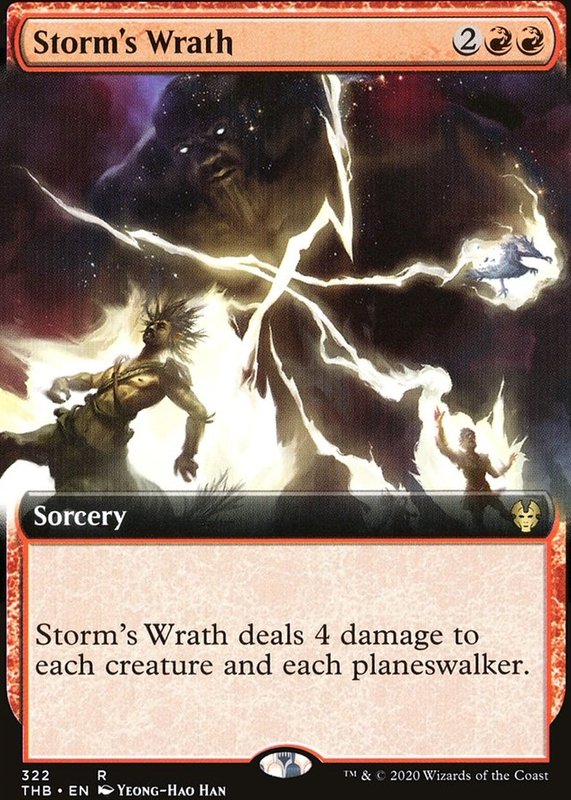 Storm's Wrath 2
Sorcery
Storm's Wrath deals 4 damage to
each creature and each planeswalker.
322 R
THB • EN Yeong-Hao Han
™ & © 2020 Wizards of the Coast